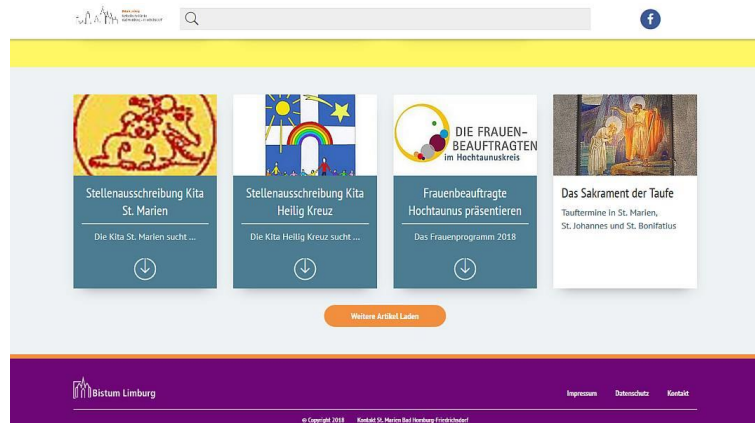 DIE FRAUEN-
BEAUFTRAGTEN
im Hochtaunuskreis
Stellenausschreibung Kita
St. Marien
Die Kita St. Marien sucht ...
Stellenausschreibung Kita
Heilig Kreuz
Die Kita Heilig Kreuz sucht ...
Frauenbeauftragte
Hochtaunus präsentieren
Das Frauenprogramm 2018
Das Sakrament der Taufe
Tauftermine in St. Marien,
St. Johannes und St. Bonifatius
Weitere Artikel Laden
Bistum Limburg
Impressum Datenschutz Kontakt
© Copyright 2018 Kontakt St. Marien Bad Homburg-Friedrichsdorf